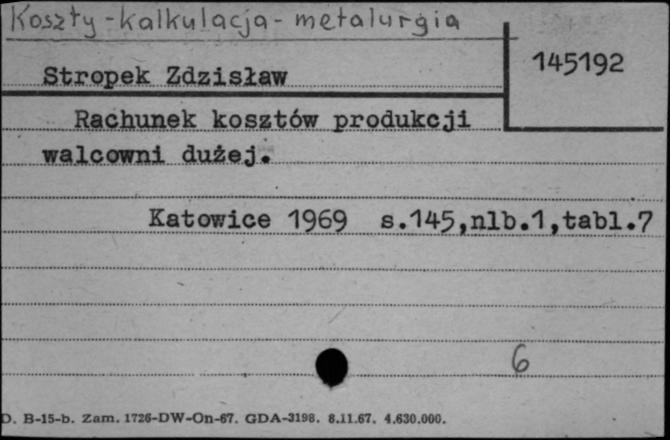 Koszty - kalkulacja - metalurgia
145192
Stropek Zdzisław
Rachunek kosztów produkcji
walcowni dużej.
Katowice 1969 s.145,nlb.1,tabl.7
6
D. B-15-b. Zam. 1726-DW-On-67. GDA-3198. 8.11.67. 4.630.000.